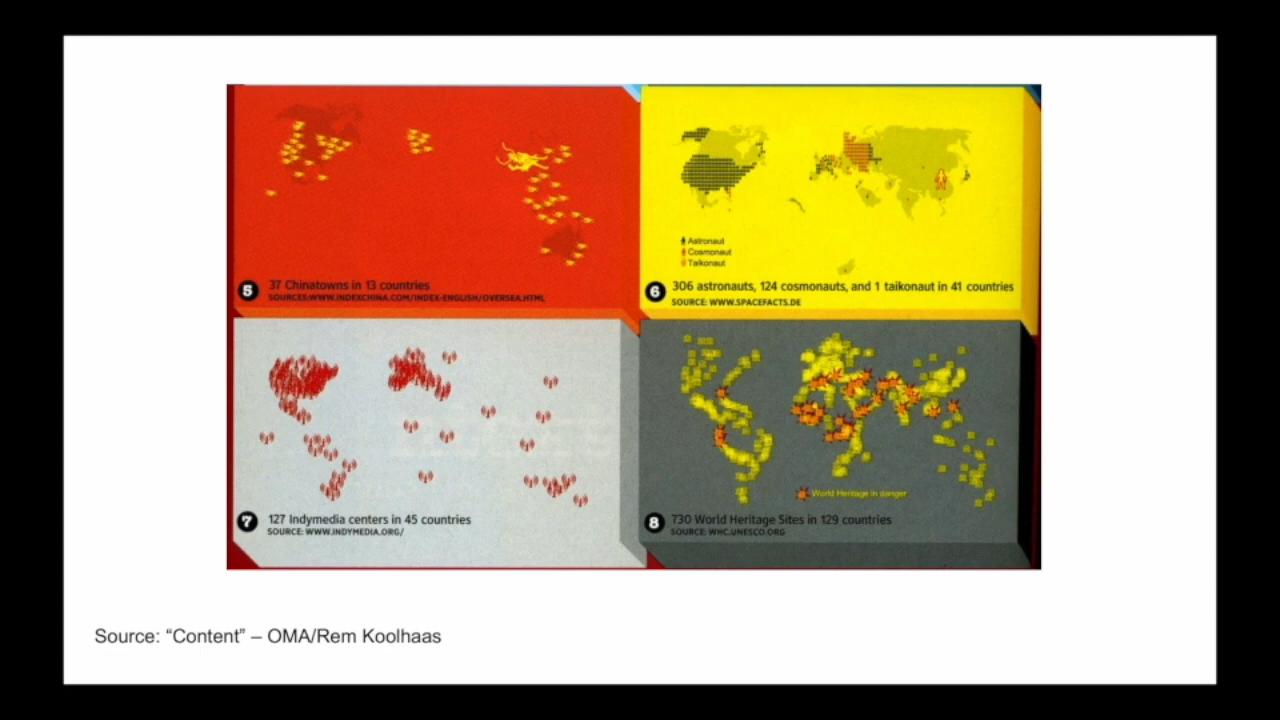 5 37 Chinatowns in 13 countries
SOURCES:WWW.INDEXCHINA.COM/INDEX-ENGLISH/OVERSEA.HTML
Astronaut
Cosmonaut
Taikonaut
6 306 astronauts, 124 cosmonauts, and 1 taikonaut in 41 countries
SOURCE: WWW.SPACEFACTS.DE
7 127 Indymedia centers in 45 countries
SOURCE: WWW.INDYMEDIA.ORG/
World Heritage in danger
8 730 World Heritage Sites in 129 countries
SOURCE: WHC.UNESCO.ORG
Source: “Content” – OMA/Rem Koolhaas